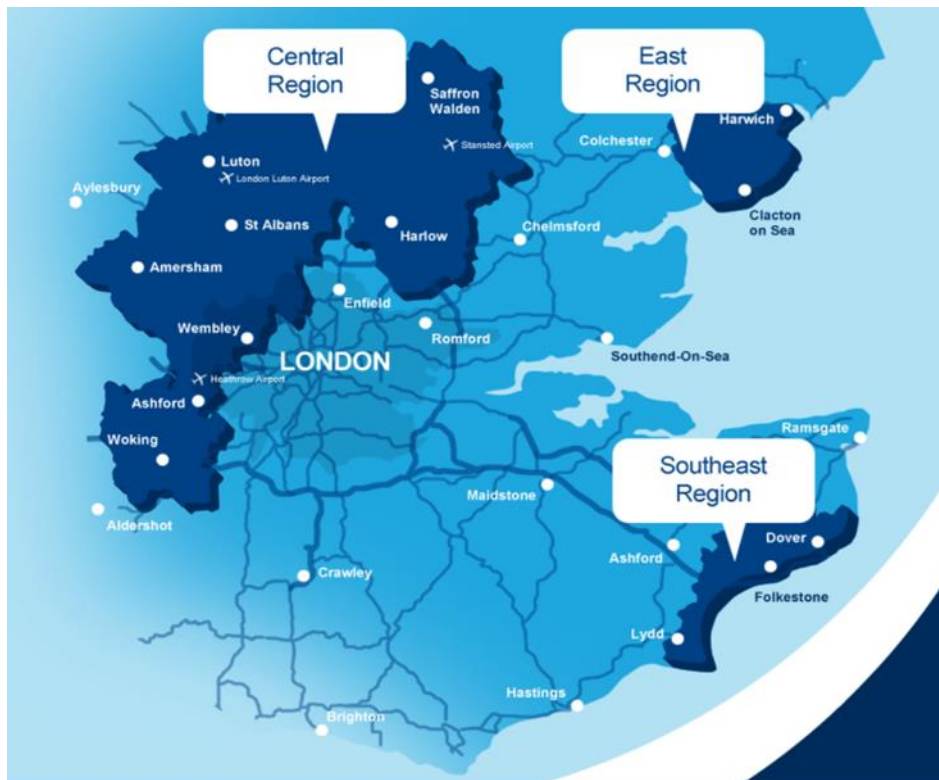 Central
Region
East
Region
Saffron
Walden
Harwich
Colchester
Stansted Airport
Luton
London Luton Airport
Aylesbury
St Albans
Harlow
Chelmsford
Clacton
on Sea
Amersham
Enfield
Wembley
Romford
LONDON
Southend-On-Sea
Heathrow Airport
Ashford
Ramsgate
Woking
Southeast
Region
Maidstone
Aldershot
Dover
Ashford
Crawley
Folkestone
Lydd
Hastings
Brighton